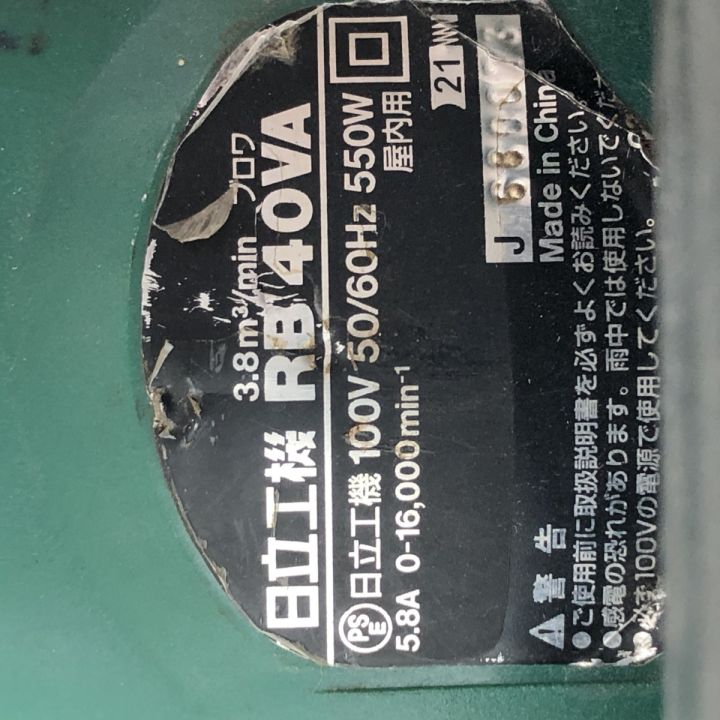 3.8m³/min ブロワ
日立工機 RB40VA
PSE 日立工機 100V 50/60Hz 550W
5.8A 0-16,000min⁻¹ 屋内用
21 NWW
J
Made in China
警告
●ご使用前に取扱説明書を必ずよくお読みください
●感電の恐れがあります。雨中では使用しないでくださ
●必ず100Vの電源で使用してください。